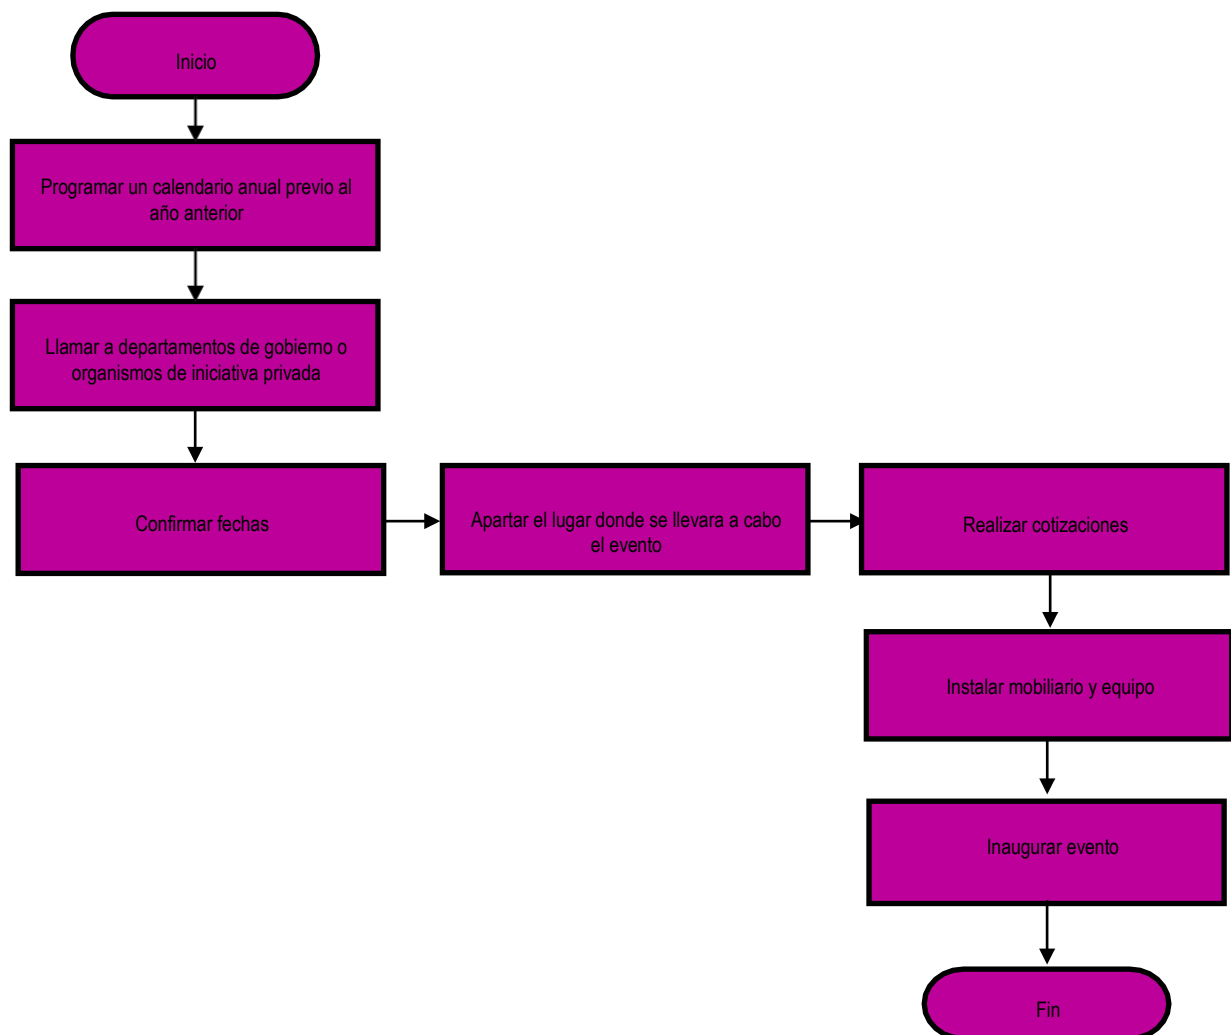 Inicio
Programar un calendario anual previo al
año anterior
Llamar a departamentos de gobierno o
organismos de iniciativa privada
Confirmar fechas
Apartar el lugar donde se llevara a cabo
el evento
Realizar cotizaciones
Instalar mobiliario y equipo
Inaugurar evento
Fin